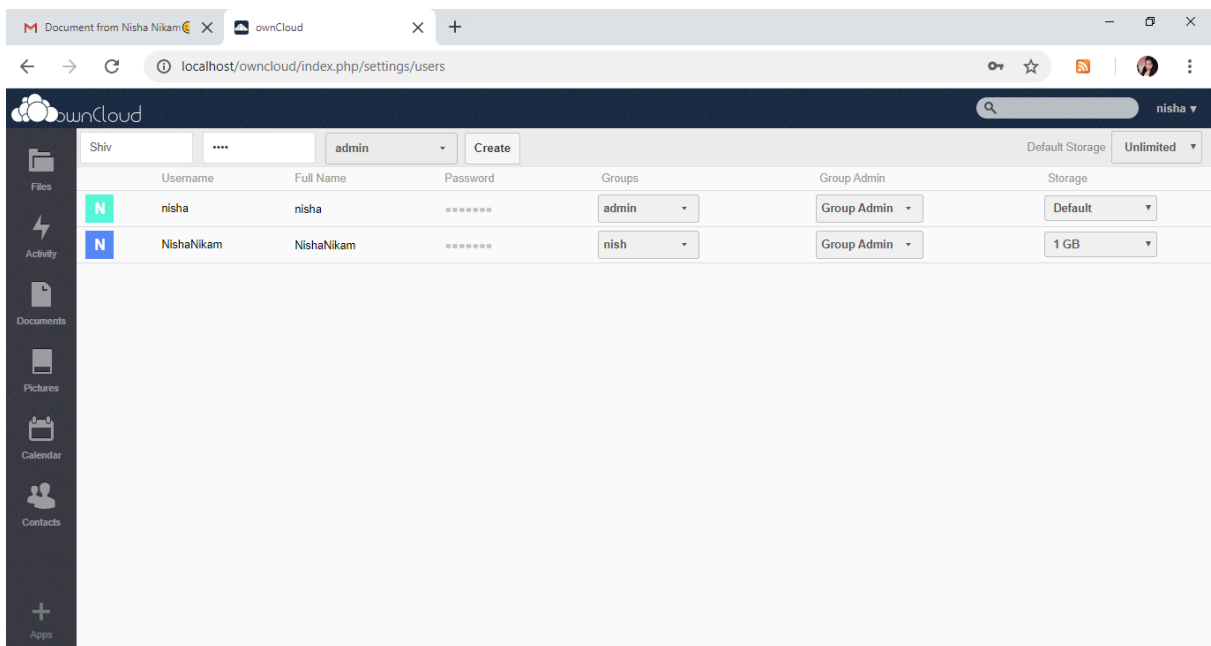 Document from Nisha Nikam
ownCloud
localhost/owncloud/index.php/settings/users
ownCloud
nisha
Shiv
••••
admin
Create
Default Storage
Unlimited
Username Full Name Password Groups Group Admin Storage
N nisha nisha ●●●●●●● admin Group Admin Default
N NishaNikam NishaNikam ●●●●●●● nish Group Admin 1 GB
Files
Activity
Documents
Pictures
Calendar
Contacts
Apps